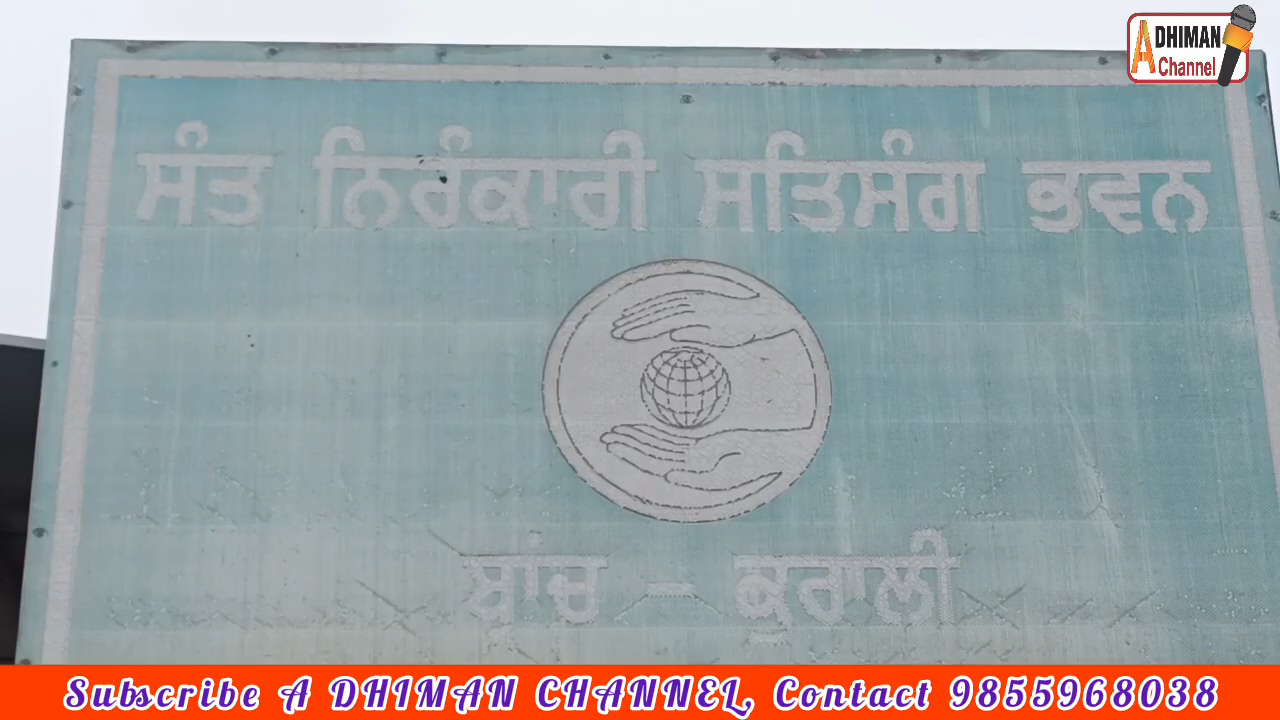 A DHIMAN
Channel
ਸੰਤ ਨਿਰੰਕਾਰੀ ਸਤਿਸੰਗ ਭਵਨ
ਬ੍ਰਾਂਚ - ਕੁਰਾਲੀ
Subscribe A DHIMAN CHANNEL, Contact 9855968038